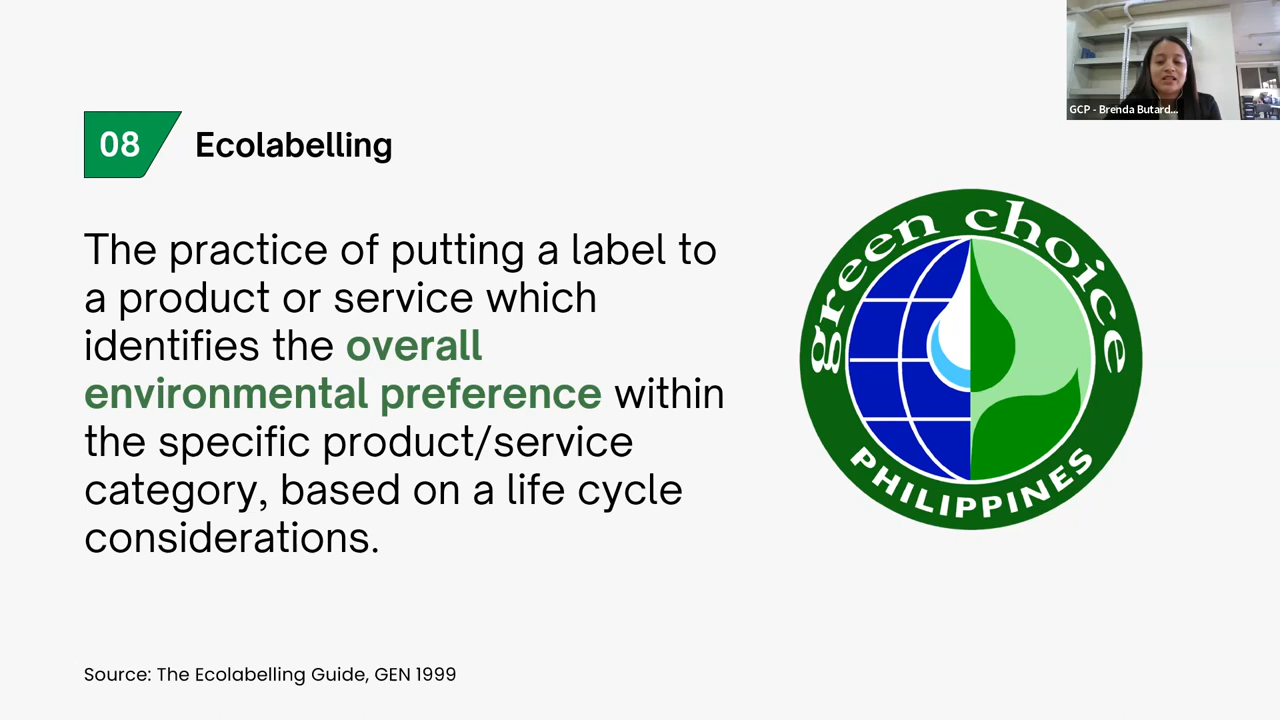 GCP - Brenda Butard...
08 Ecolabelling
The practice of putting a label to
a product or service which
identifies the overall
environmental preference within
the specific product/service
category, based on a life cycle
considerations.
green choice
PHILIPPINES
Source: The Ecolabelling Guide, GEN 1999